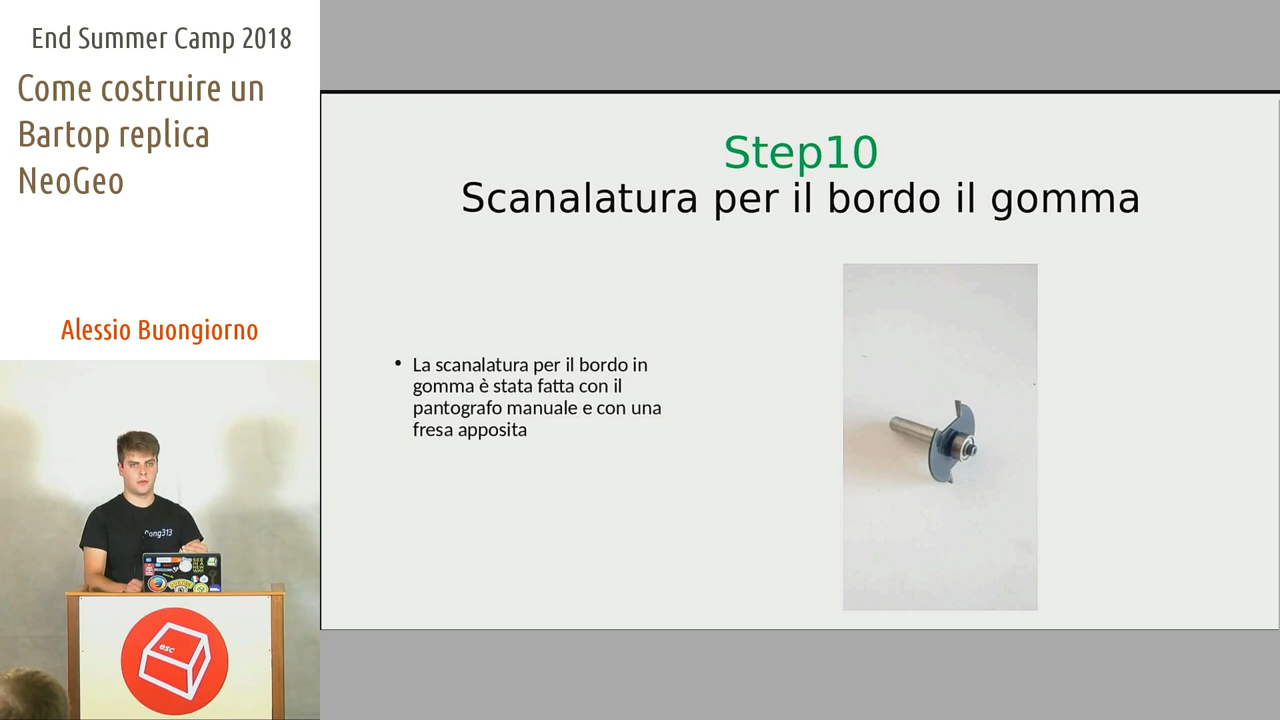 End Summer Camp 2018
Come costruire un
Bartop replica
NeoGeo
Alessio Buongiorno
Step10
Scanalatura per il bordo il gomma
• La scanalatura per il bordo in
gomma è stata fatta con il
pantografo manuale e con una
fresa apposita
esc